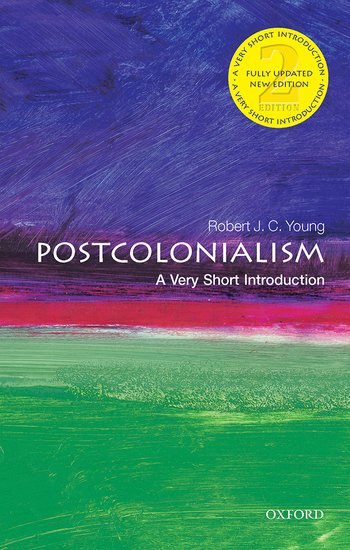 · A VERY SHORT INTRODUCTION ·
2
FULLY UPDATED
NEW EDITION
EDITION
A VERY SHORT INTRODUCTION
Robert J. C. Young
POSTCOLONIALISM
A Very Short Introduction
OXFORD